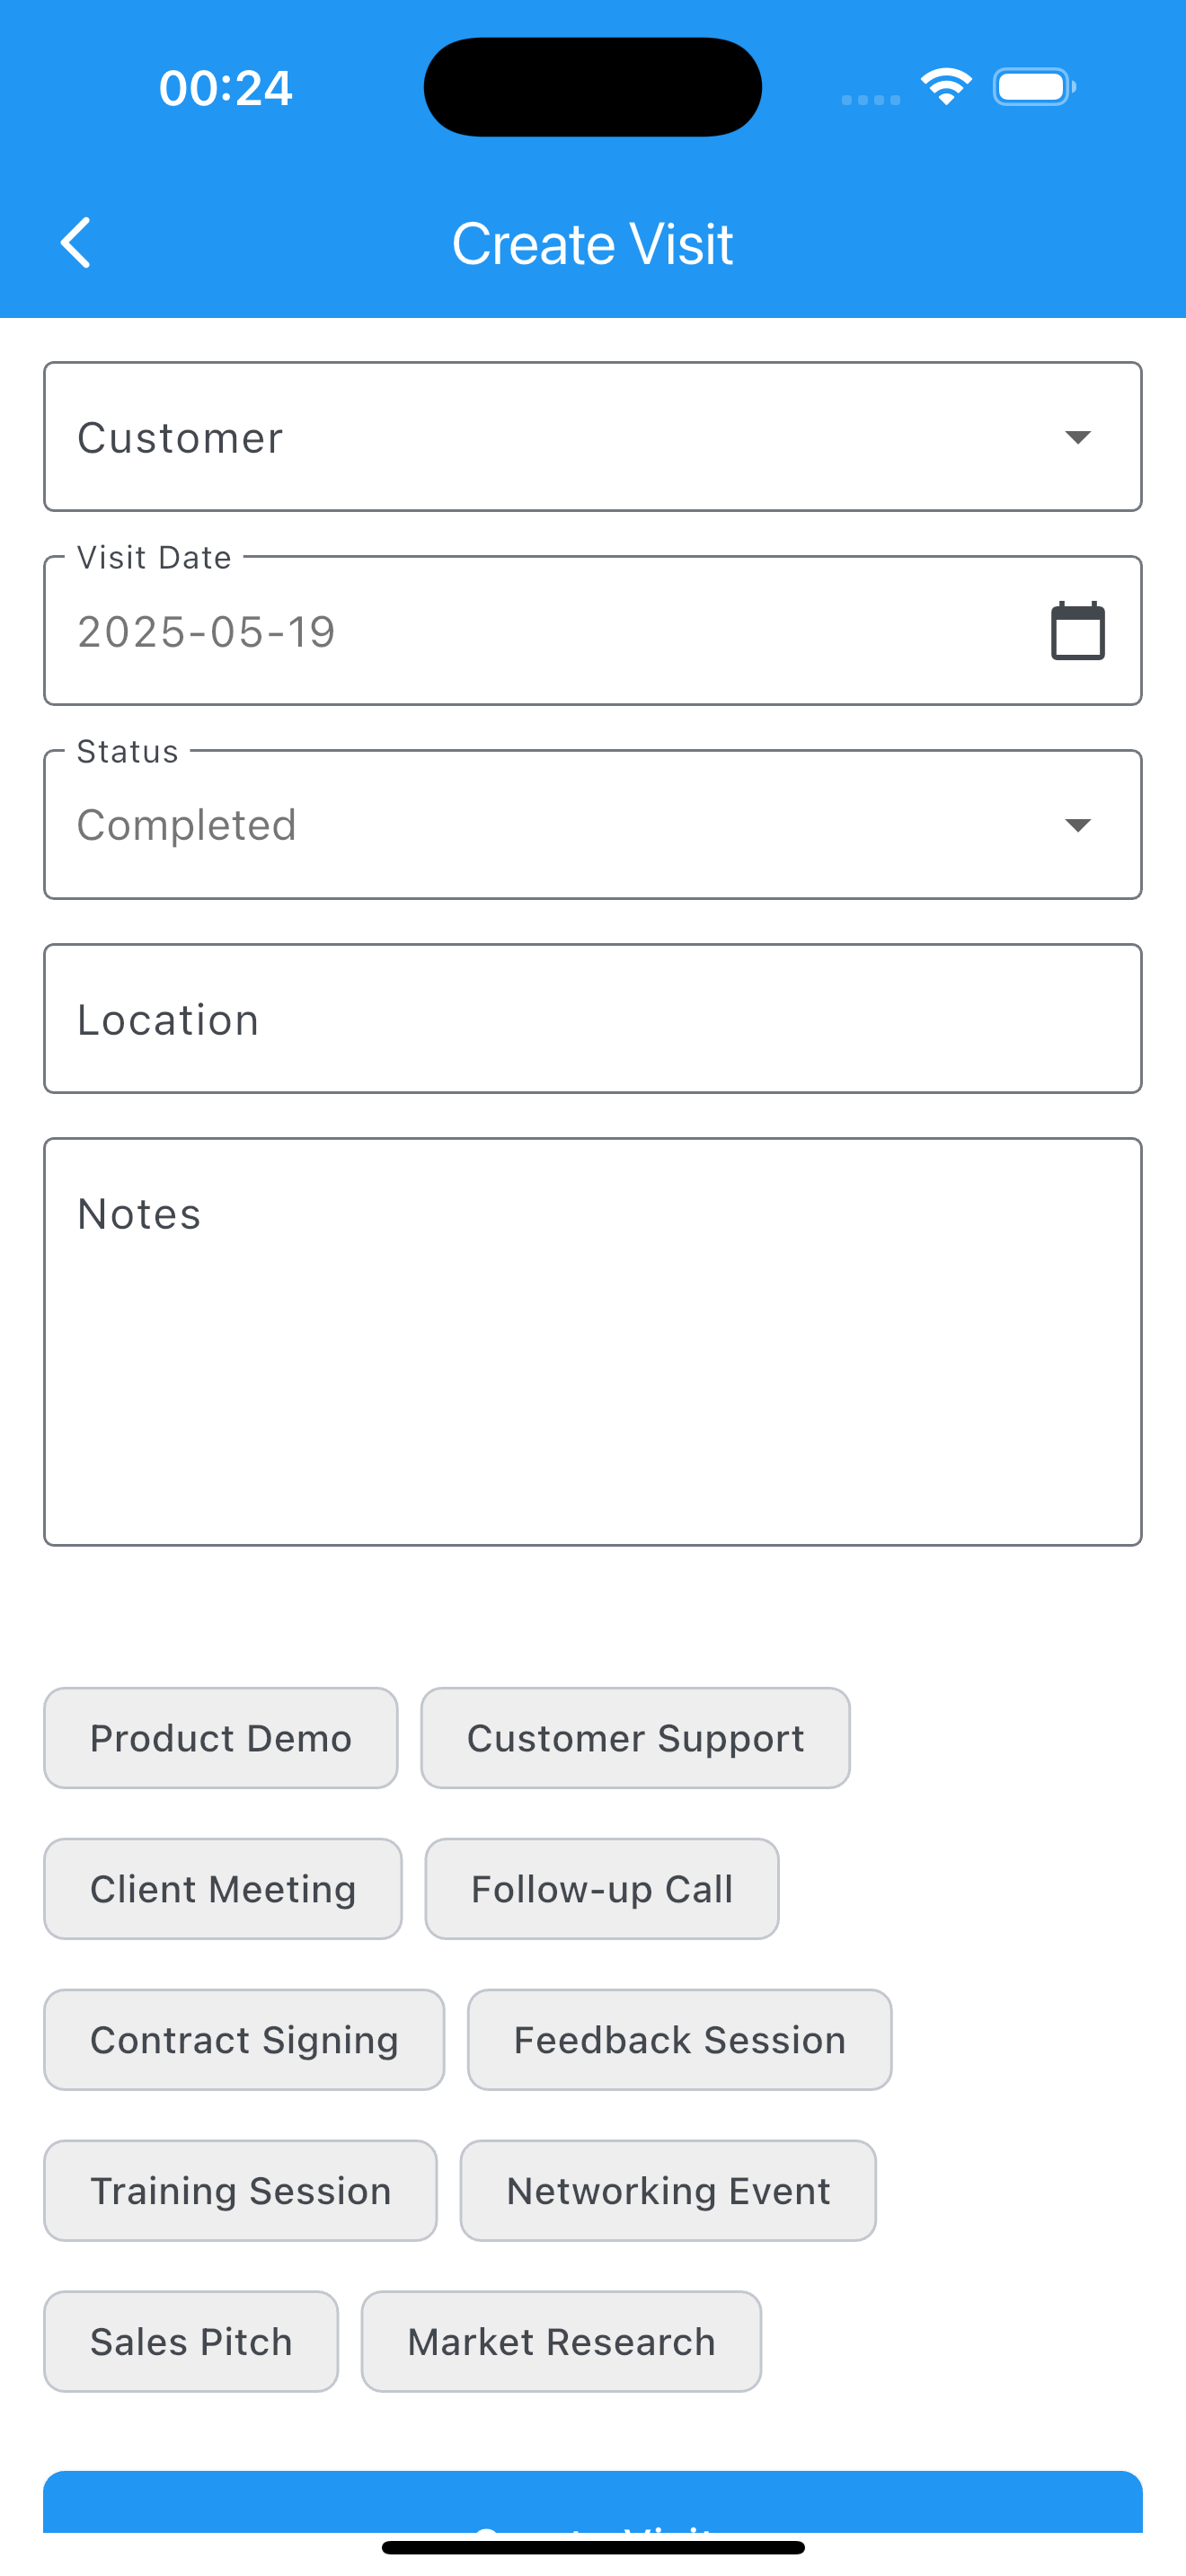 00:24
Create Visit
Customer
Visit Date
2025-05-19
Status
Completed
Location
Notes
Product Demo
Customer Support
Client Meeting
Follow-up Call
Contract Signing
Feedback Session
Training Session
Networking Event
Sales Pitch
Market Research